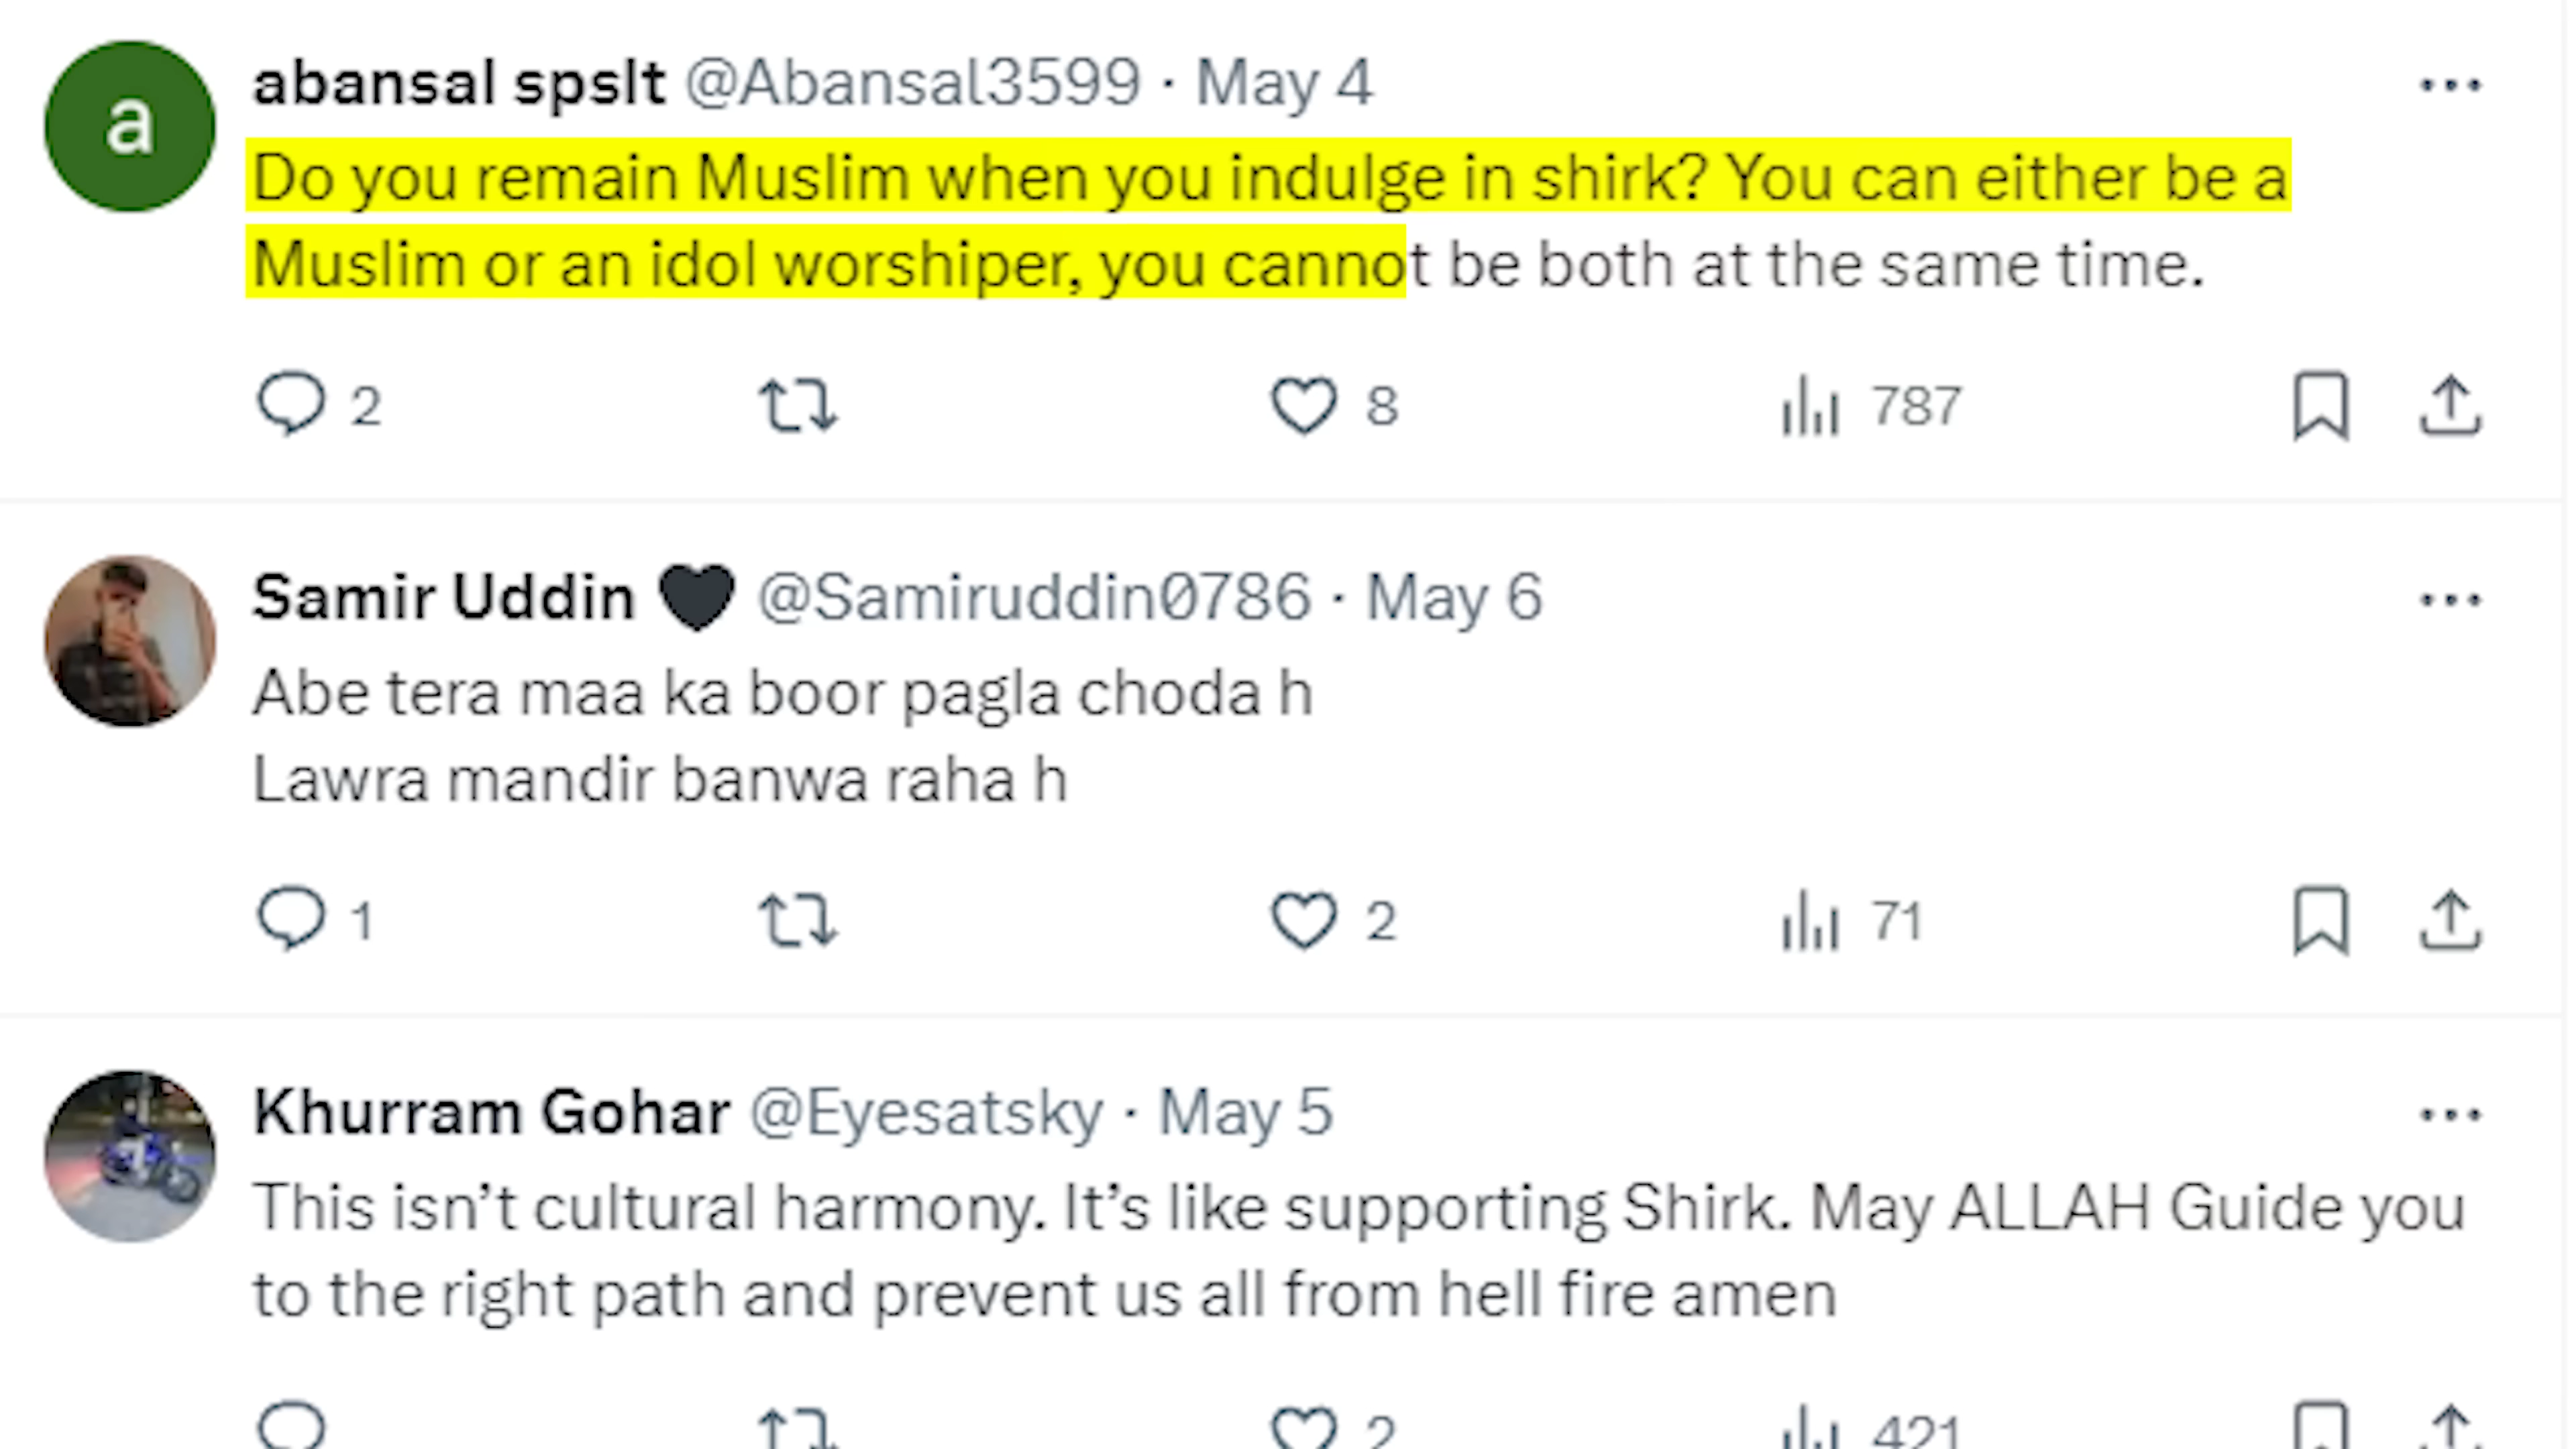 a
abansal spslt @Abansal3599 · May 4
Do you remain Muslim when you indulge in shirk? You can either be a
Muslim or an idol worshiper, you cannot be both at the same time.
2 8 787
Samir Uddin 🖤 @Samiruddin0786 · May 6
Abe tera maa ka boor pagla choda h
Lawra mandir banwa raha h
1 2 71
Khurram Gohar @Eyesatsky · May 5
This isn’t cultural harmony. It’s like supporting Shirk. May ALLAH Guide you
to the right path and prevent us all from hell fire amen
2 421